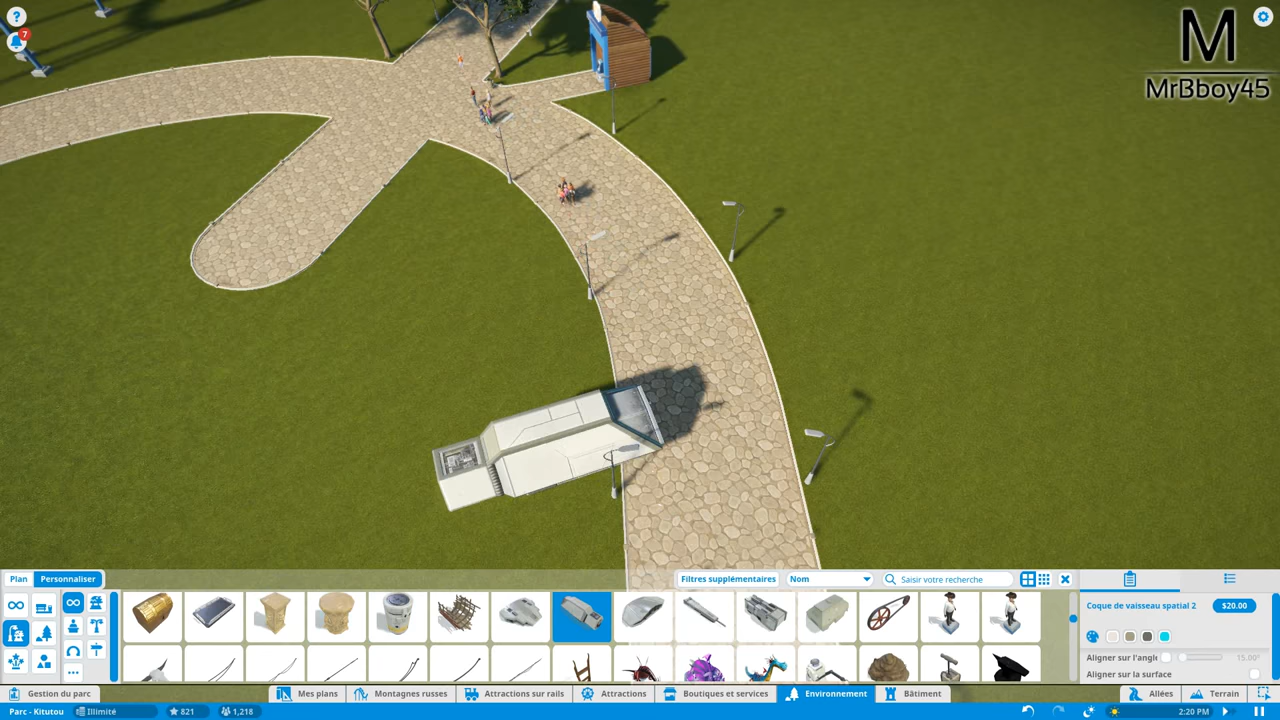 ?
7
M
MrBboy45
Plan
Personnaliser
Filtres supplémentaires
Nom
Saisir votre recherche
Coque de vaisseau spatial 2
$20.00
Aligner sur l'angle
15.00°
Aligner sur la surface
Gestion du parc
Mes plans
Montagnes russes
Attractions sur rails
Attractions
Boutiques et services
Environnement
Bâtiment
Allées
Terrain
Parc - Kitutou
Illimité
821
1,218
2:20 PM